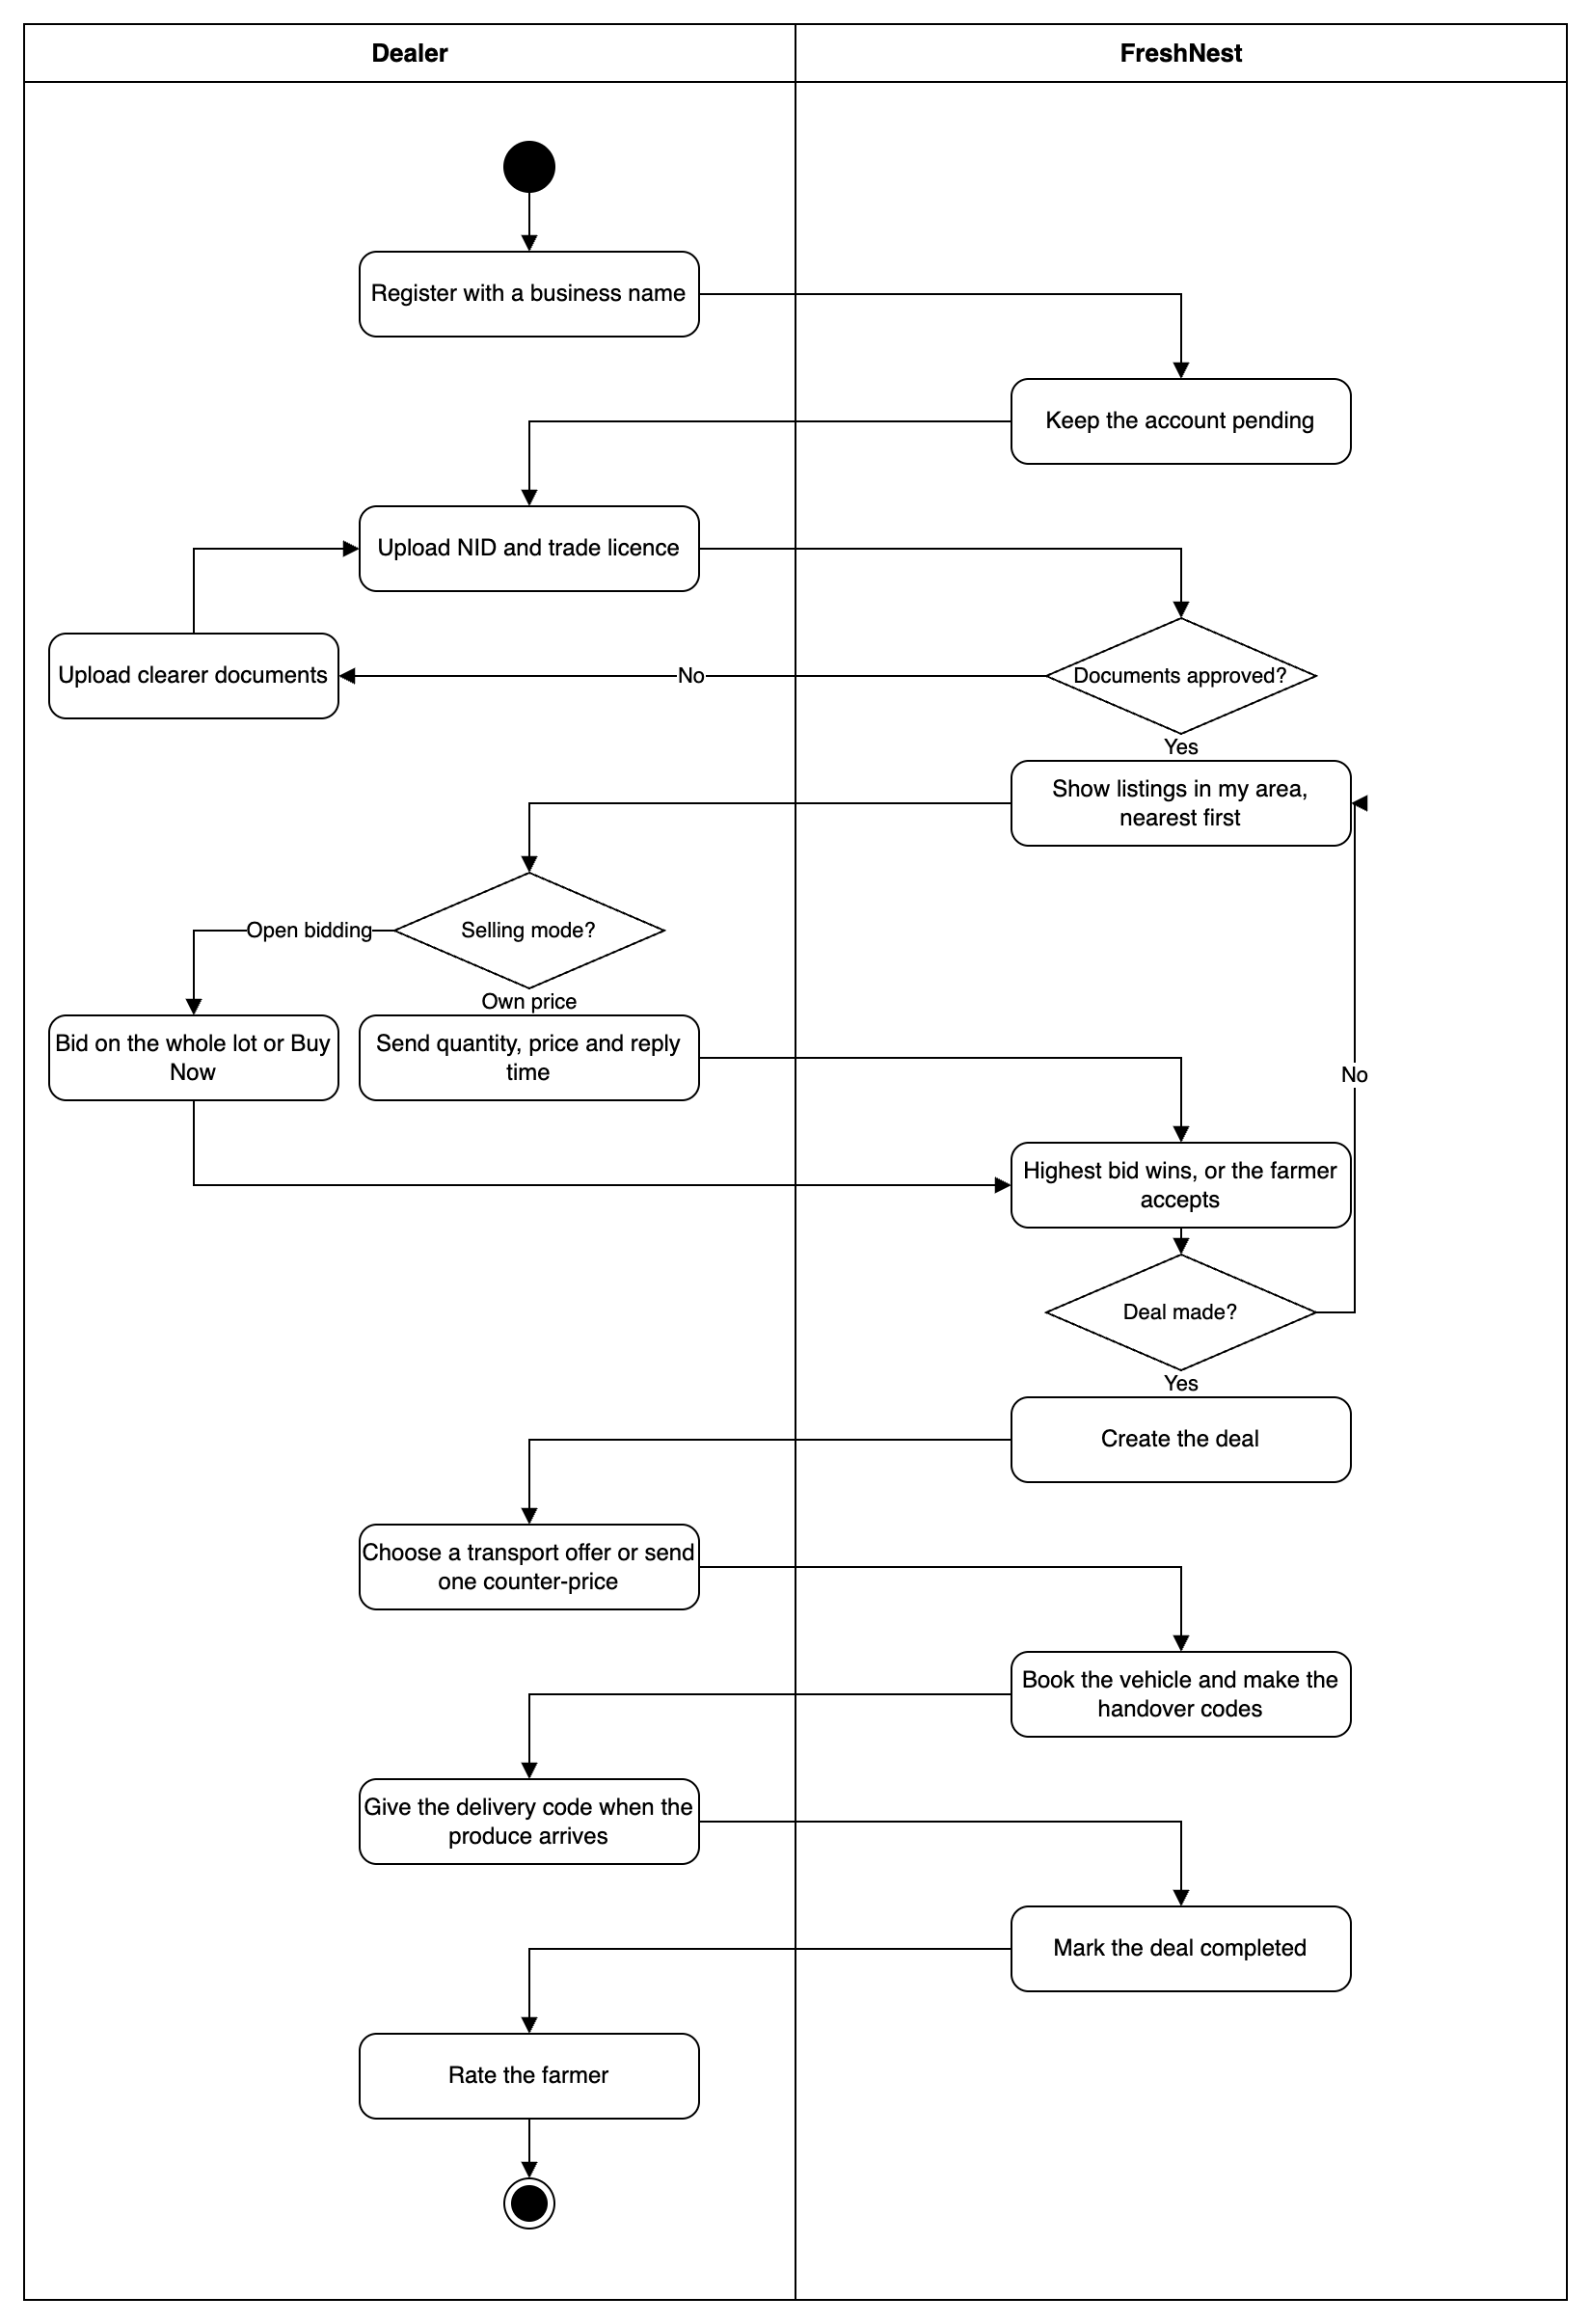 Dealer
FreshNest
Register with a business name
Keep the account pending
Upload NID and trade licence
Upload clearer documents
No
Documents approved?
Yes
Show listings in my area,
nearest first
Open bidding
Selling mode?
Own price
Bid on the whole lot or Buy
Now
Send quantity, price and reply
time
No
Highest bid wins, or the farmer
accepts
Deal made?
Yes
Create the deal
Choose a transport offer or send
one counter-price
Book the vehicle and make the
handover codes
Give the delivery code when the
produce arrives
Mark the deal completed
Rate the farmer